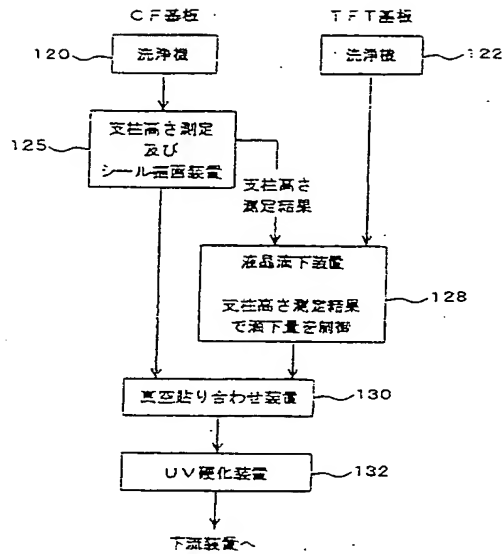 CF基板
TFT基板
120
洗浄機
洗浄機
122
125
支柱高さ測定
及び
シール描画装置
支柱高さ
測定結果
液晶滴下装置
支柱高さ測定結果
で滴下量を制御
128
真空貼り合わせ装置
130
UV硬化装置
132
下流装置へ